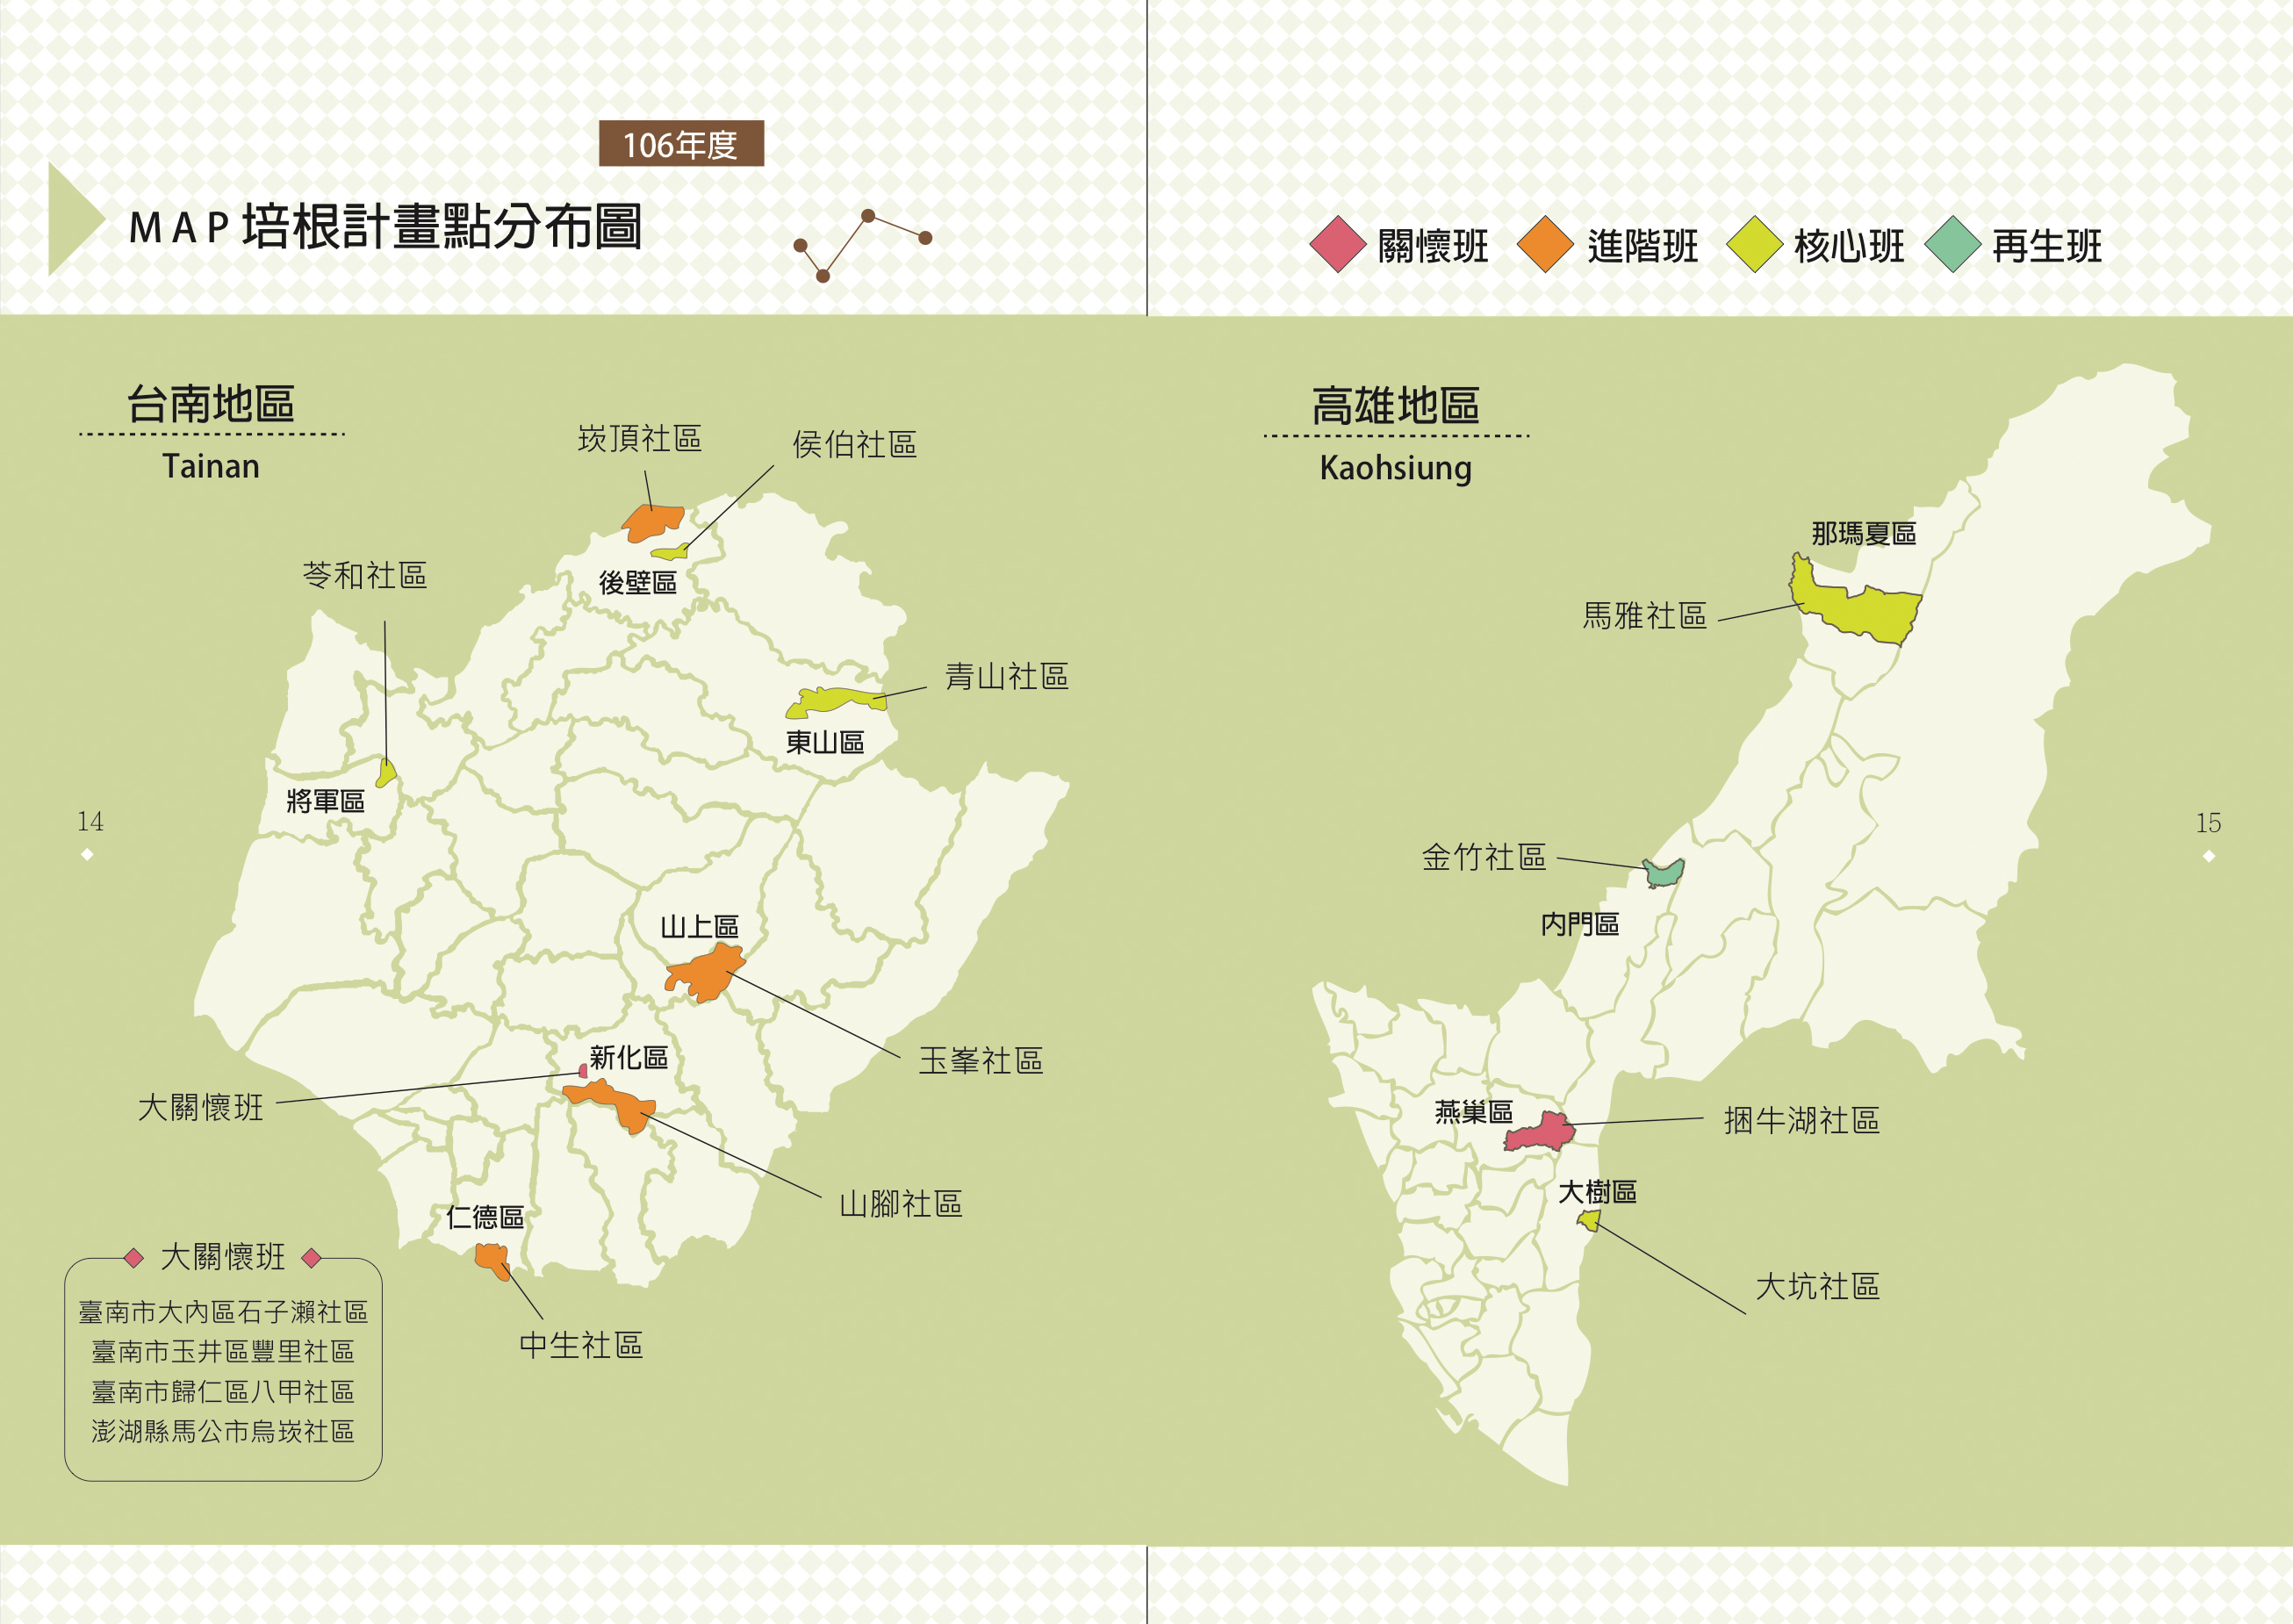 106年度
MAP 培根計畫點分布圖
關懷班
進階班
核心班
再生班
台南地區
Tainan
崁頂社區
侯伯社區
後壁區
苓和社區
將軍區
青山社區
東山區
山上區
玉峯社區
新化區
大關懷班
山腳社區
仁德區
中生社區
大關懷班
臺南市大內區石子瀨社區
臺南市玉井區豐里社區
臺南市歸仁區八甲社區
澎湖縣馬公市烏崁社區
14
高雄地區
Kaohsiung
那瑪夏區
馬雅社區
金竹社區
內門區
燕巢區
捆牛湖社區
大樹區
大坑社區
15